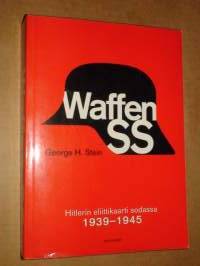 Waffen
SS
George H. Stein
Hitlerin eliittikaarti sodassa
1939–1945